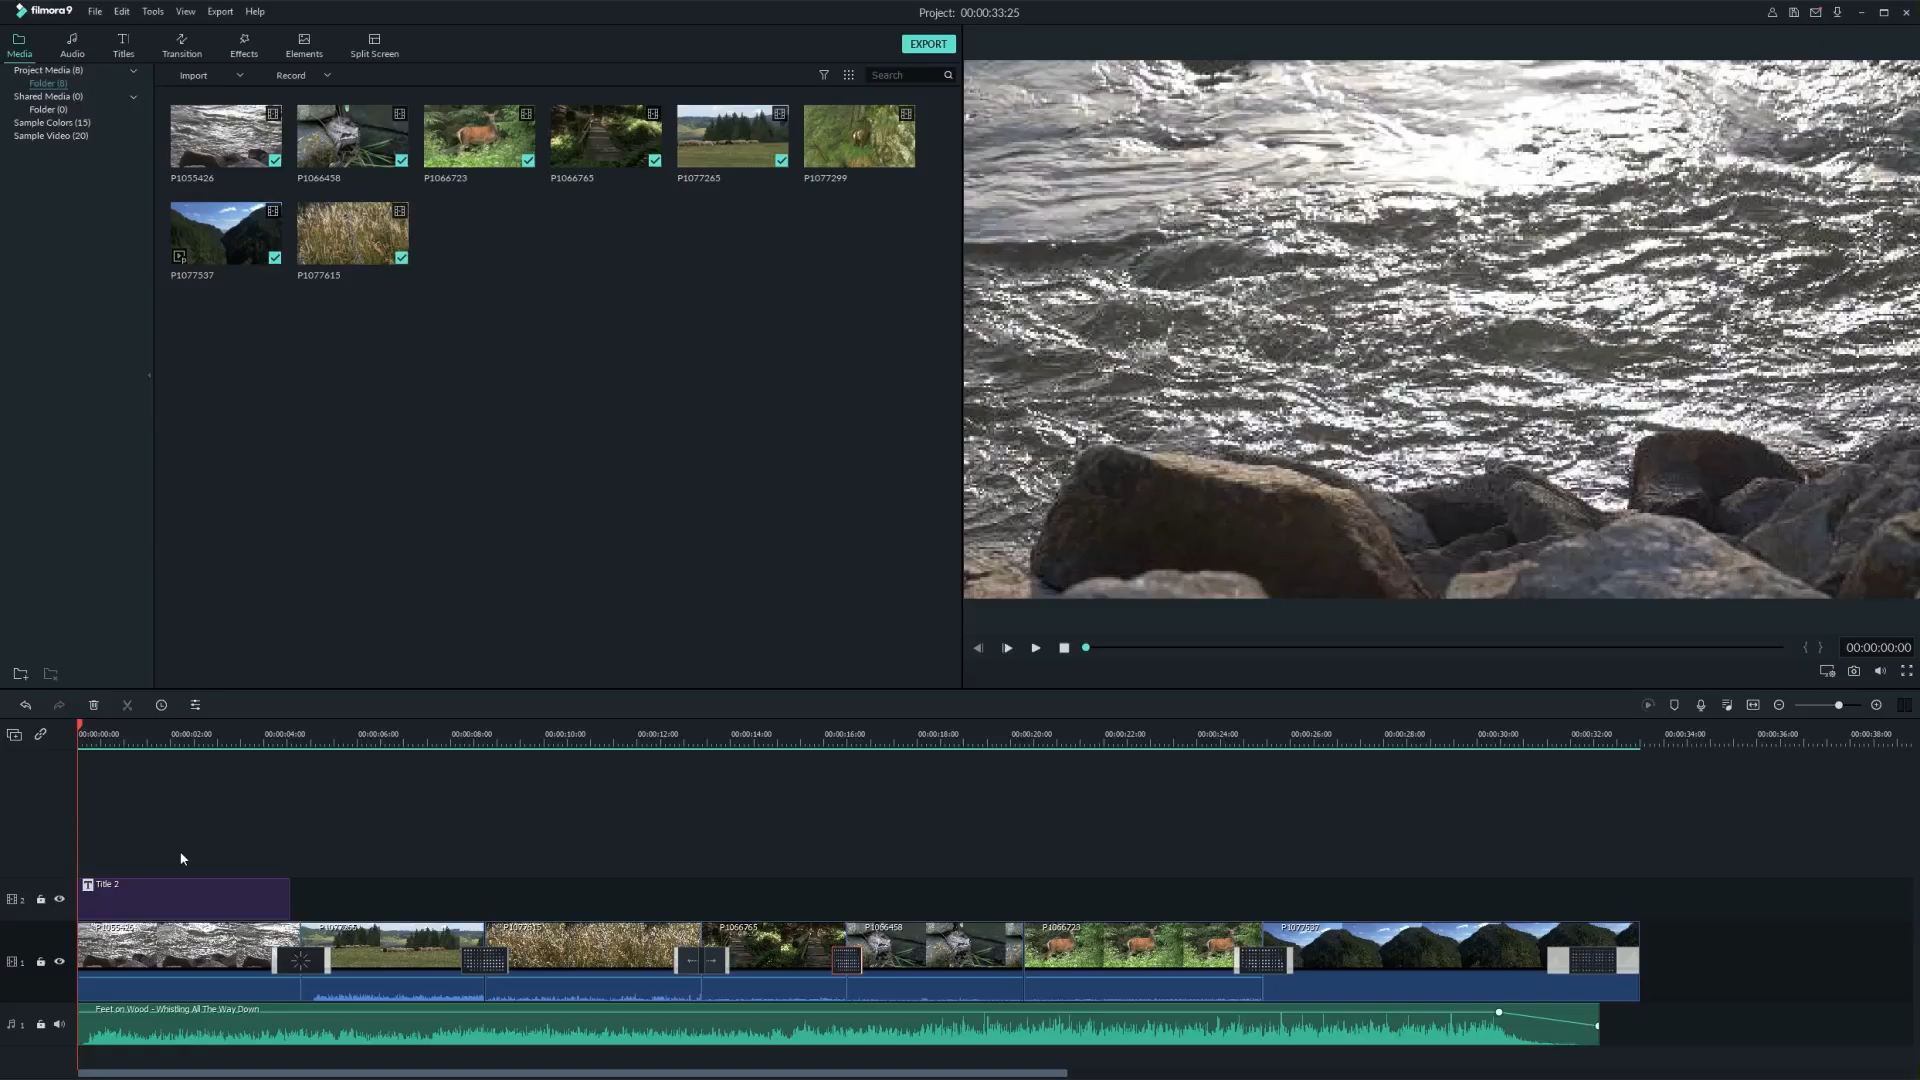 filmora9 File Edit Tools View Export Help Project: 00:00:33:25
Media Audio Titles Transition Effects Elements Split Screen EXPORT
Project Media (8)
Folder (8)
Shared Media (0)
Folder (0)
Sample Colors (15)
Sample Video (20)
Import Record Search
P1055426 P1066458 P1066723 P1066765 P1077265 P1077299
P1077537 P1077615
00:00:00:00
00:00:00:00 00:00:02:00 00:00:04:00 00:00:06:00 00:00:08:00 00:00:10:00 00:00:12:00 00:00:14:00 00:00:16:00 00:00:18:00 00:00:20:00 00:00:22:00 00:00:24:00 00:00:26:00 00:00:28:00 00:00:30:00 00:00:32:00 00:00:34:00 00:00:36:00 00:00:38:00
2 T Title 2
1 P1055426 P1077265 P1077615 P1066765 P1066458 P1066723 P1077537
Feet on Wood - Whistling All The Way Down
1